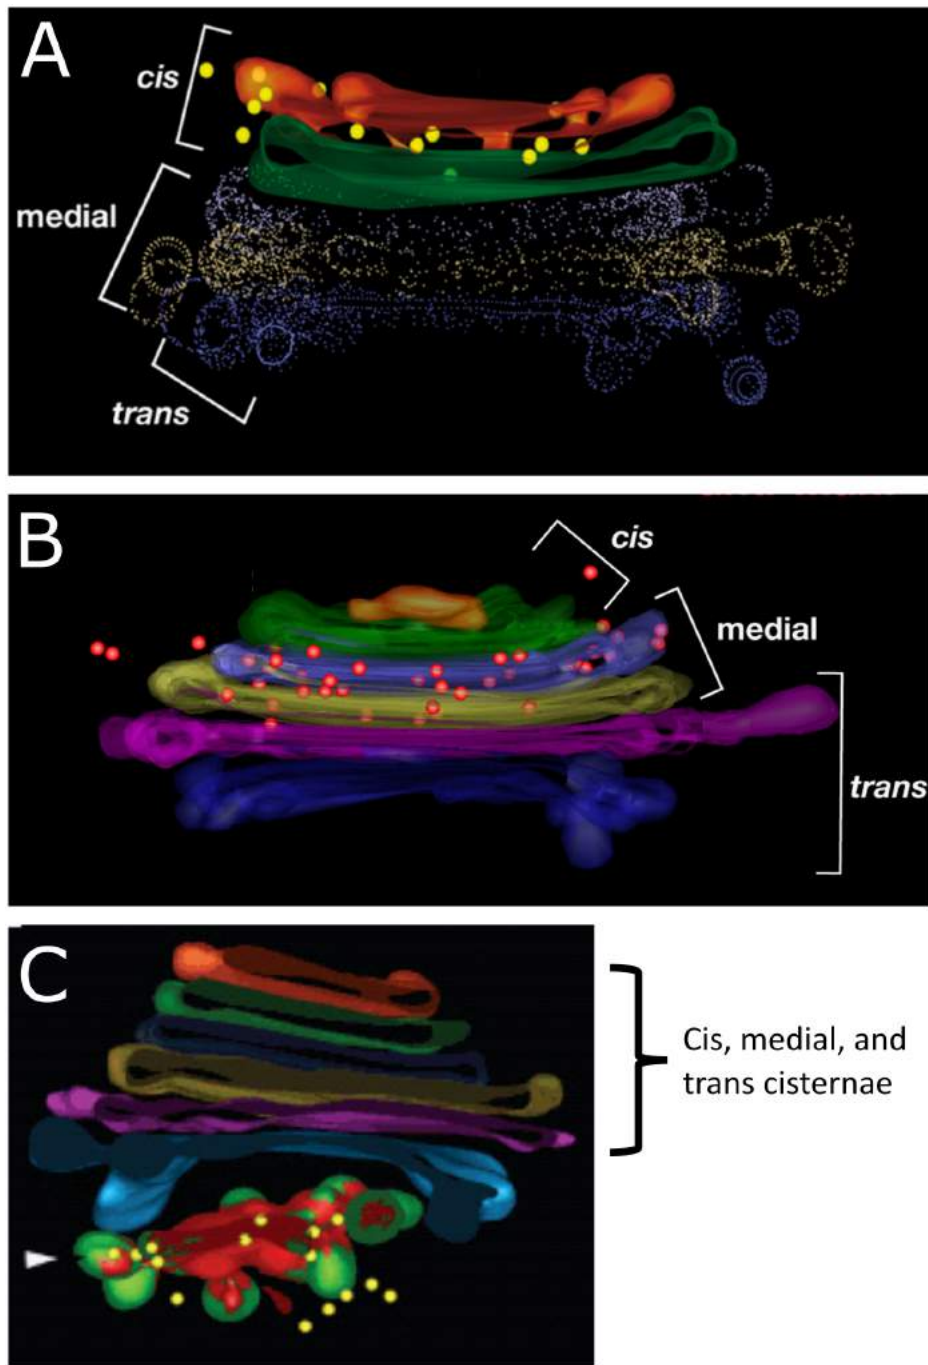 A
cis
medial
trans
B
cis
medial
trans
C
Cis, medial, and
trans cisternae